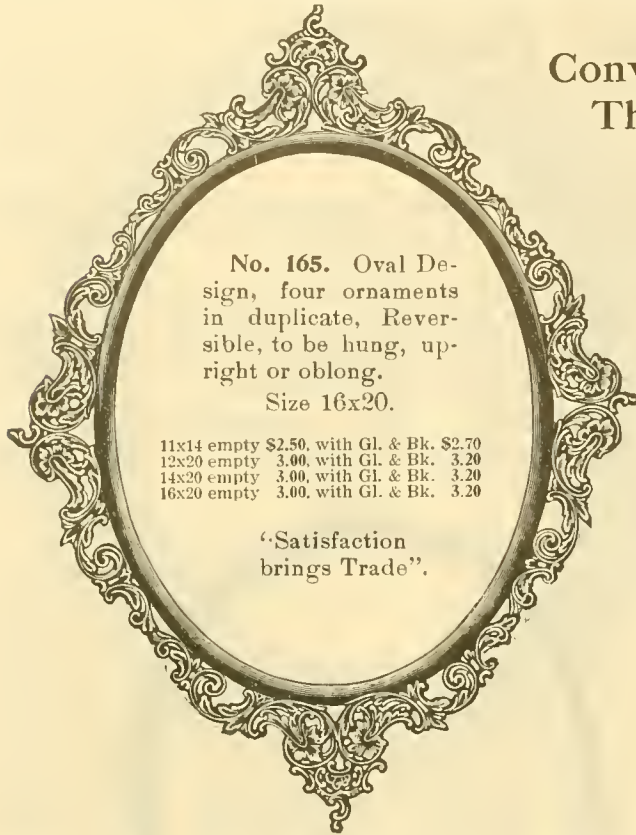 Conv
Th
No. 165. Oval De-
sign, four ornaments
in duplicate, Rever-
sible, to be hung, up-
right or oblong.
Size 16x20.
11x14 empty $2.50, with Gl. & Bk. $2.70
12x20 empty 3.00, with Gl. & Bk. 3.20
14x20 empty 3.00, with Gl. & Bk. 3.20
16x20 empty 3.00, with Gl. & Bk. 3.20
“Satisfaction
brings Trade”.